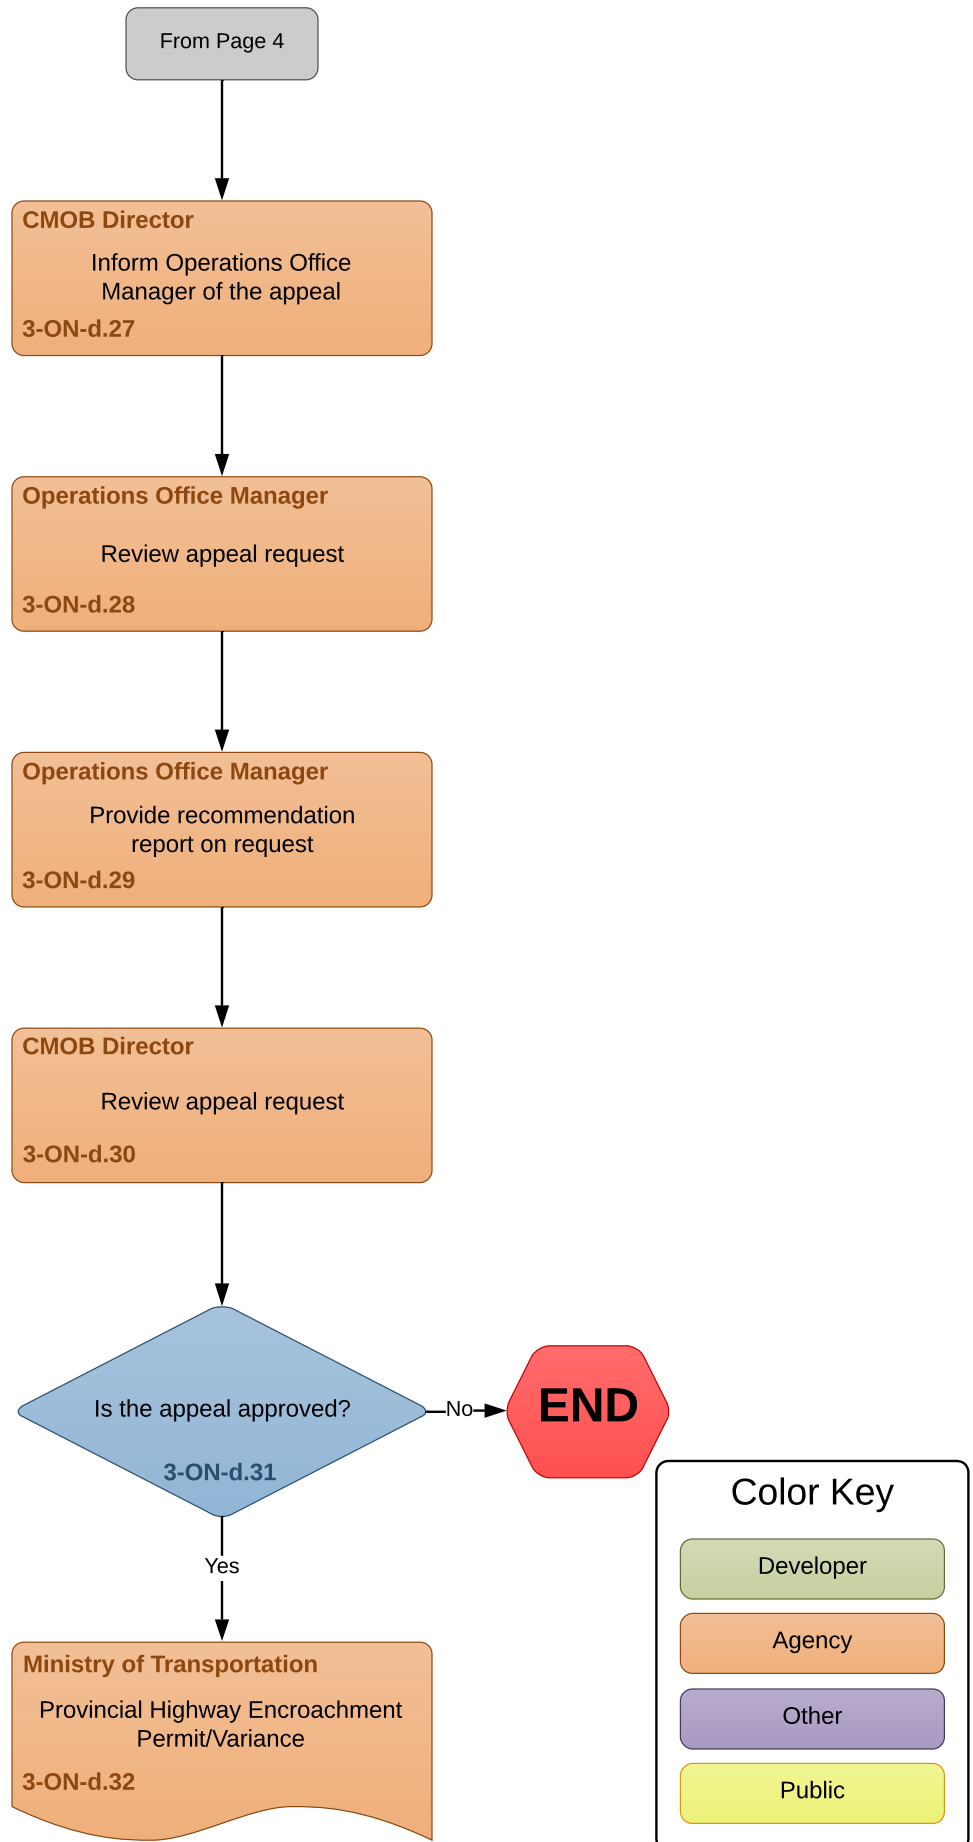 From Page 4
CMOB Director
Inform Operations Office
Manager of the appeal
3-ON-d.27
Operations Office Manager
Review appeal request
3-ON-d.28
Operations Office Manager
Provide recommendation
report on request
3-ON-d.29
CMOB Director
Review appeal request
3-ON-d.30
Is the appeal approved?
3-ON-d.31
No
END
Yes
Ministry of Transportation
Provincial Highway Encroachment
Permit/Variance
3-ON-d.32
Color Key
Developer
Agency
Other
Public